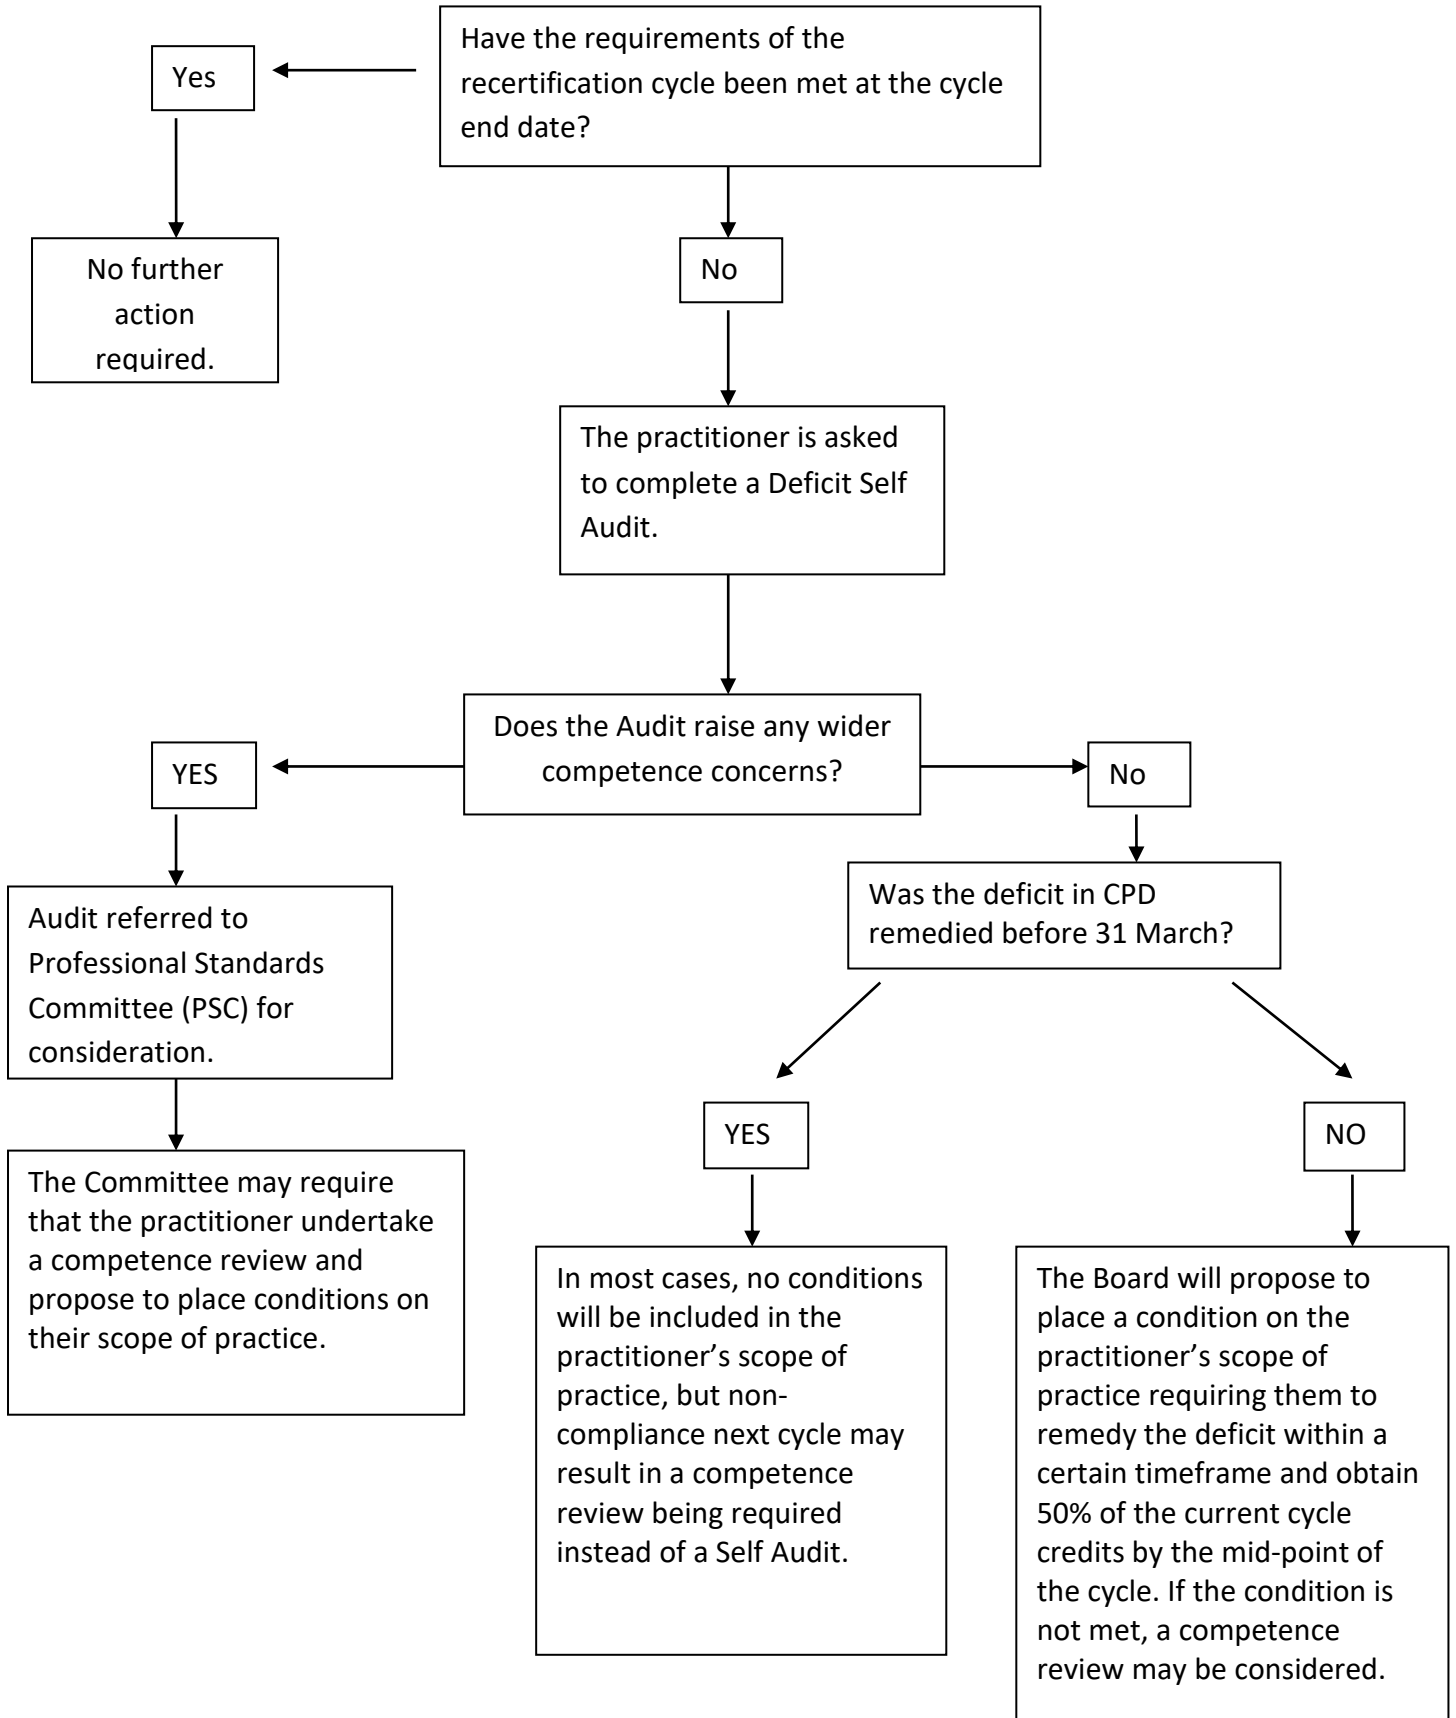 Have the requirements of the
recertification cycle been met at the cycle
end date?
Yes
No further
action
required.
No
The practitioner is asked
to complete a Deficit Self
Audit.
Does the Audit raise any wider
competence concerns?
YES
No
Audit referred to
Professional Standards
Committee (PSC) for
consideration.
Was the deficit in CPD
remedied before 31 March?
The Committee may require
that the practitioner undertake
a competence review and
propose to place conditions on
their scope of practice.
YES
NO
In most cases, no conditions
will be included in the
practitioner’s scope of
practice, but non-
compliance next cycle may
result in a competence
review being required
instead of a Self Audit.
The Board will propose to
place a condition on the
practitioner’s scope of
practice requiring them to
remedy the deficit within a
certain timeframe and obtain
50% of the current cycle
credits by the mid-point of
the cycle. If the condition is
not met, a competence
review may be considered.